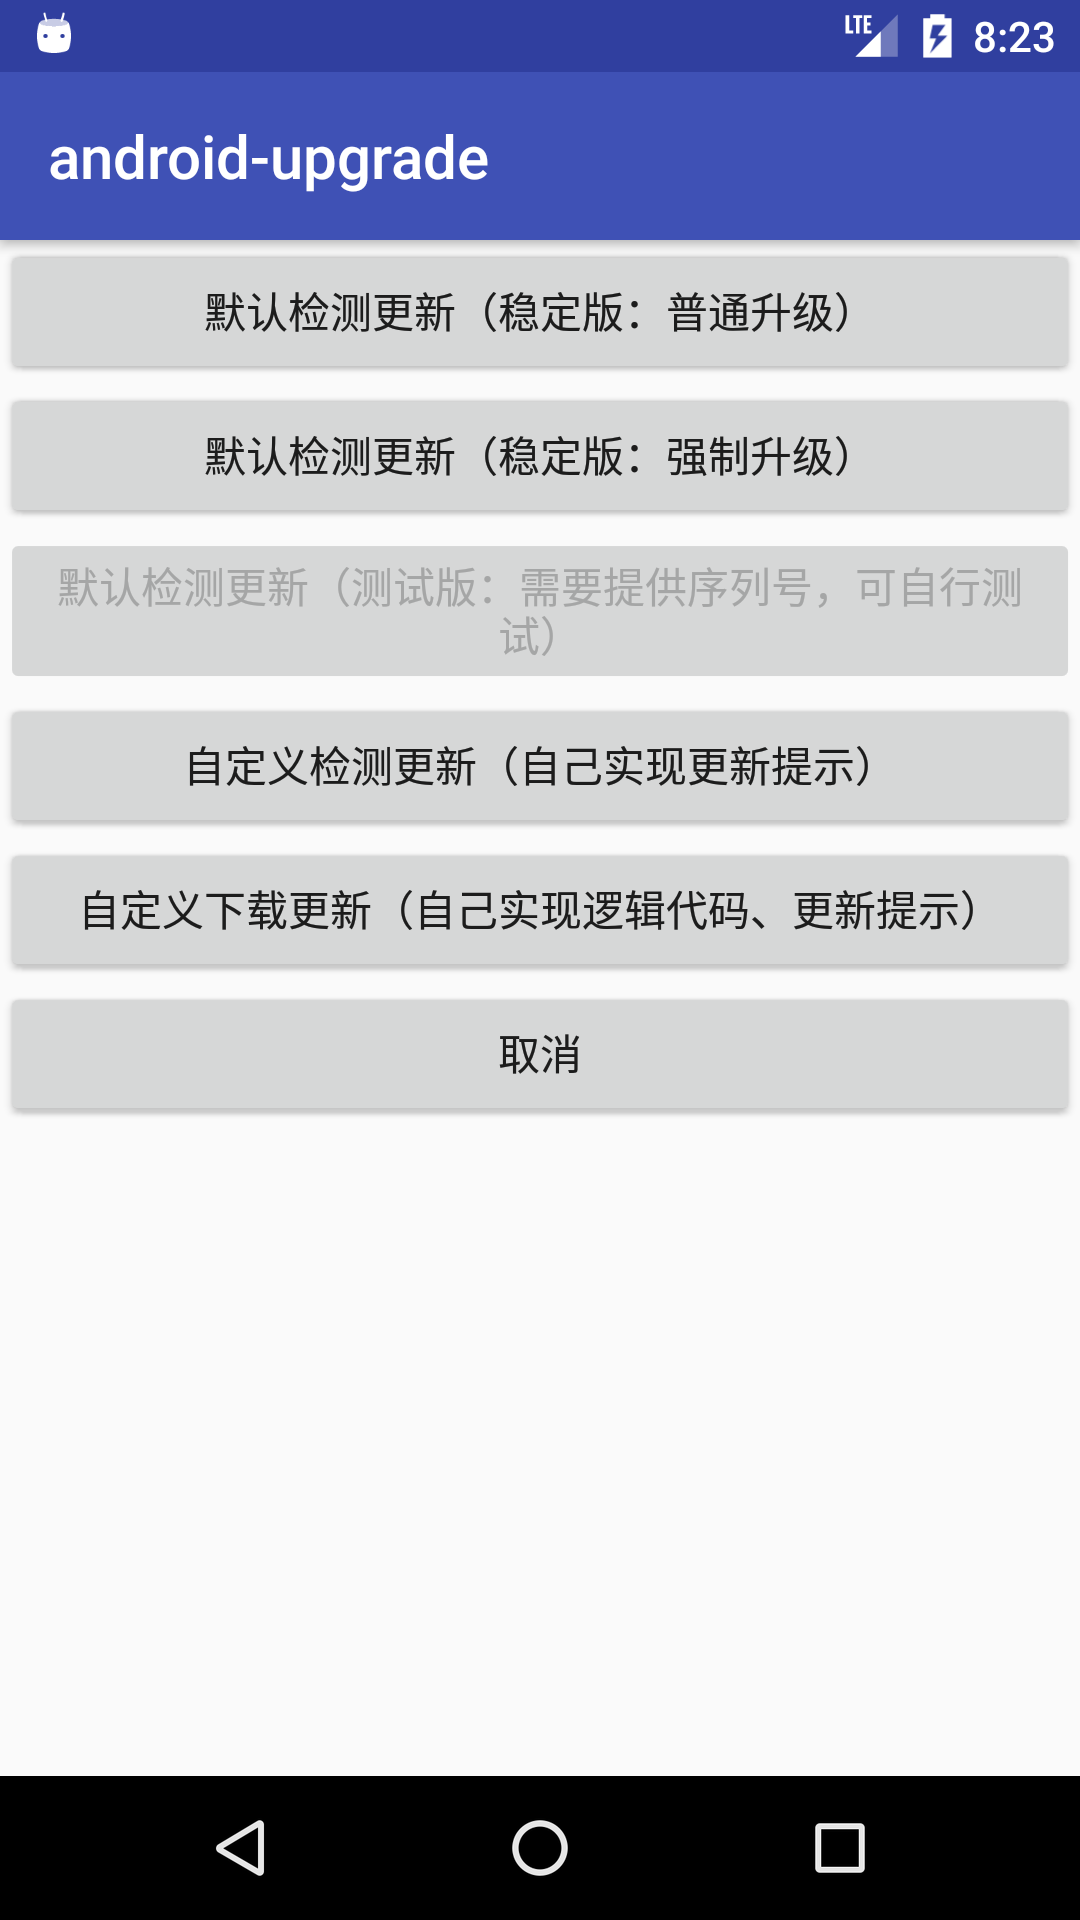 LTE 8:23
android-upgrade
默认检测更新（稳定版：普通升级）
默认检测更新（稳定版：强制升级）
默认检测更新（测试版：需要提供序列号，可自行测
试）
自定义检测更新（自己实现更新提示）
自定义下载更新（自己实现逻辑代码、更新提示）
取消